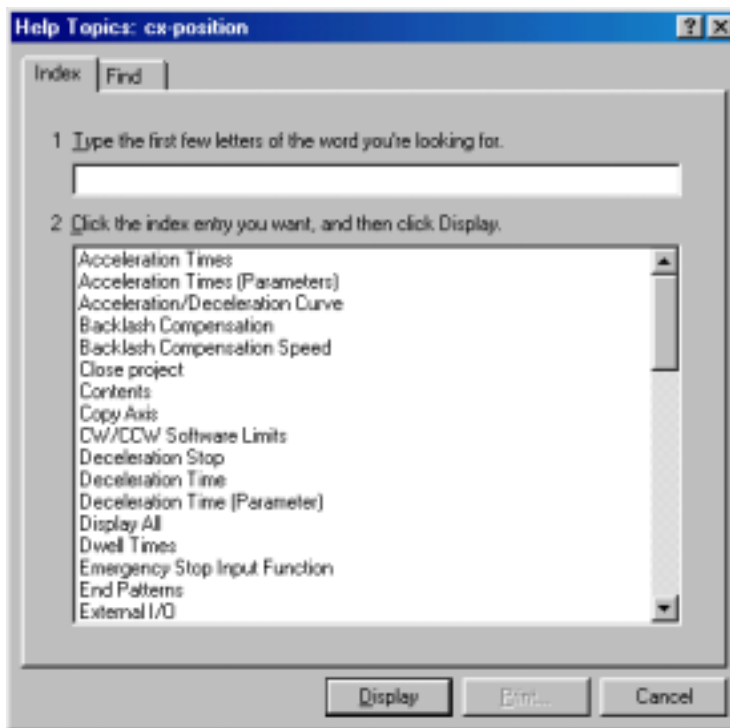 Help Topics: cx-position
Index Find
1 Type the first few letters of the word you're looking for.
2 Click the index entry you want, and then click Display.
Acceleration Times
Acceleration Times (Parameters)
Acceleration/Deceleration Curve
Backlash Compensation
Backlash Compensation Speed
Close project
Contents
Copy Axis
CW/CCW Software Limits
Deceleration Stop
Deceleration Time
Deceleration Time (Parameter)
Display All
Dwell Times
Emergency Stop Input Function
End Patterns
External I/O
Display Print... Cancel